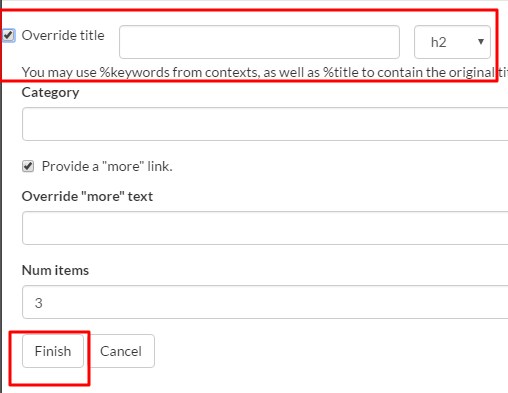 Override title h2
You may use %keywords from contexts, as well as %title to contain the original
Category
Provide a "more" link.
Override "more" text
Num items
3
Finish Cancel